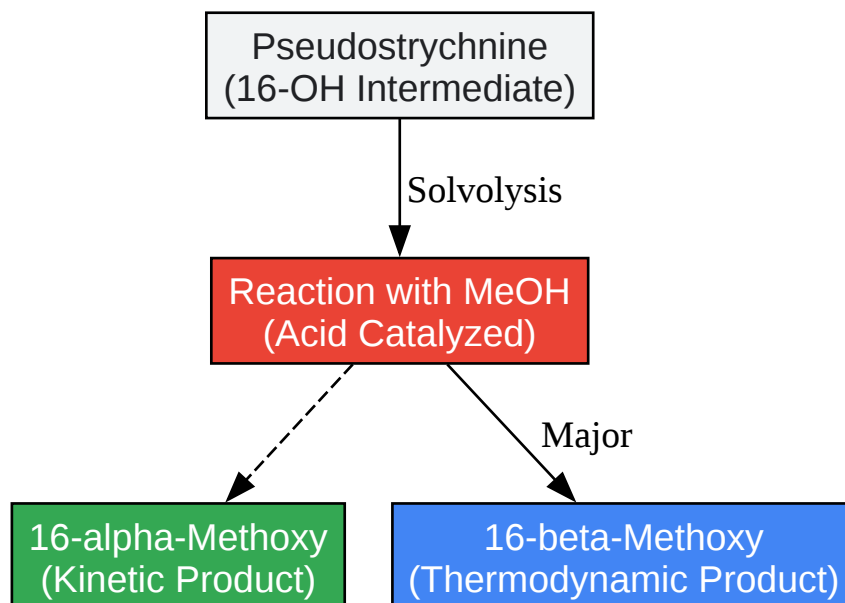 Pseudostrychnine
(16-OH Intermediate)
Solvolysis
Reaction with MeOH
(Acid Catalyzed)
Major
16-alpha-Methoxy
(Kinetic Product)
16-beta-Methoxy
(Thermodynamic Product)